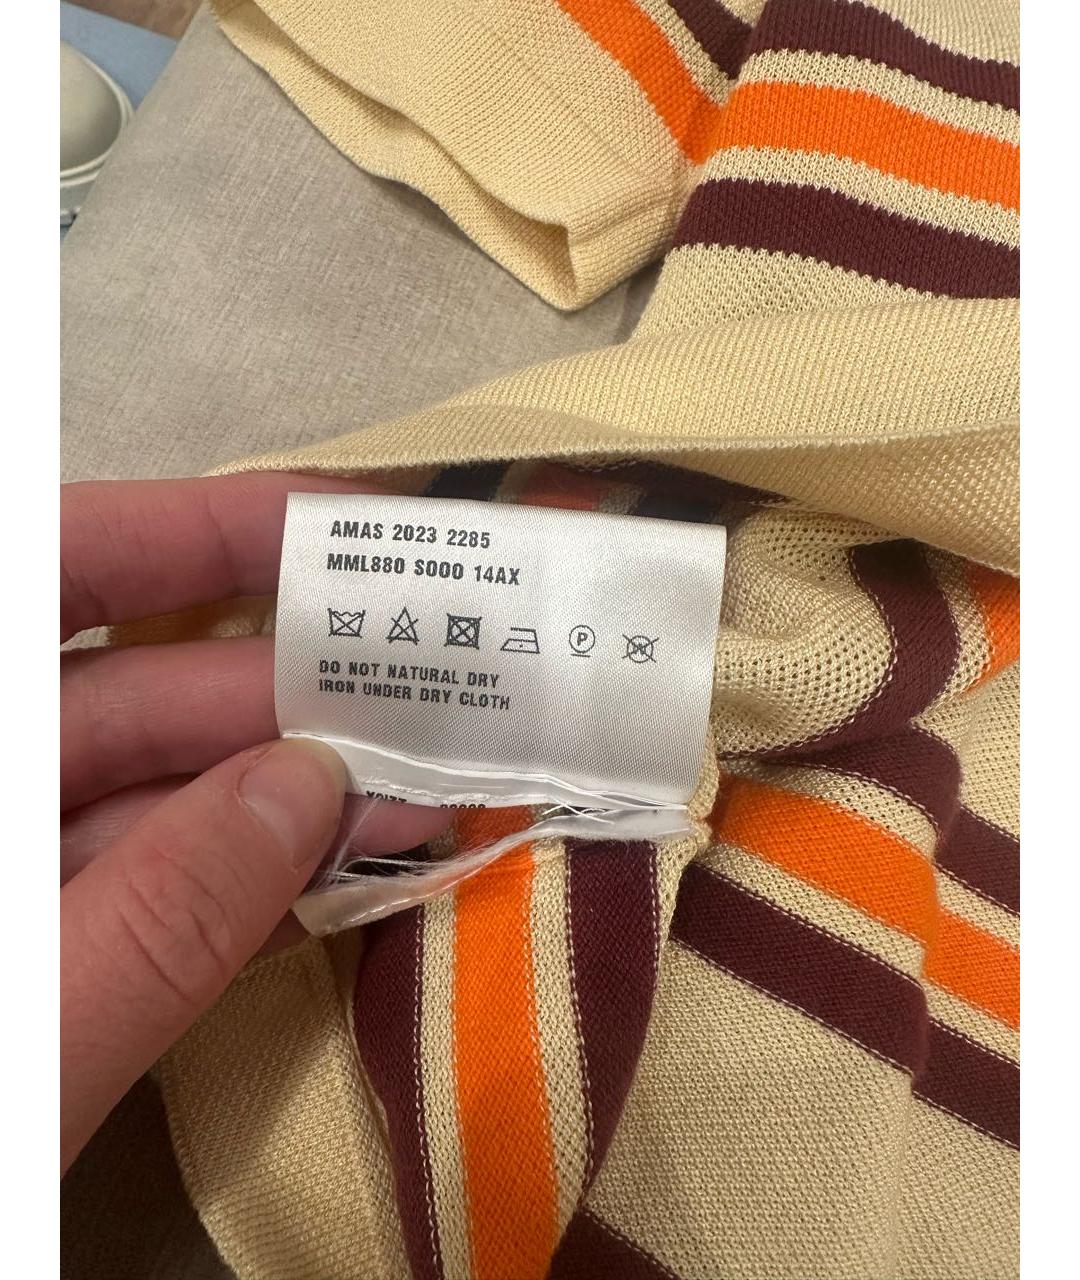 AMAS 2023 2285
MML880 S000 14AX
P
W
DO NOT NATURAL DRY
IRON UNDER DRY CLOTH